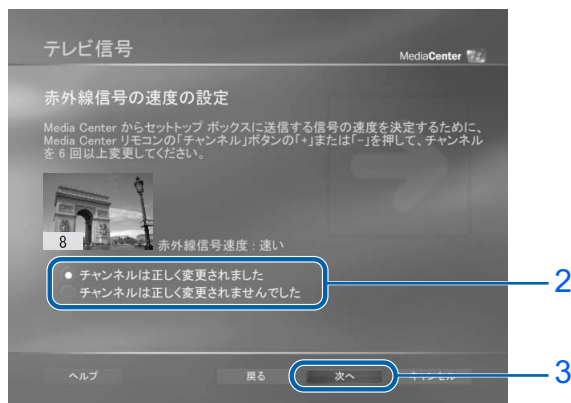 テレビ信号
MediaCenter
赤外線信号の速度の設定
Media Center からセットトップ ボックスに送信する信号の速度を決定するために、
Media Center リモコンの「チャンネル」ボタンの「+」または「-」を押して、チャンネル
を 6 回以上変更してください。
8
赤外線信号速度 : 速い
チャンネルは正しく変更されました
チャンネルは正しく変更されませんでした
2
ヘルプ
戻る
次へ
キャンセル
3